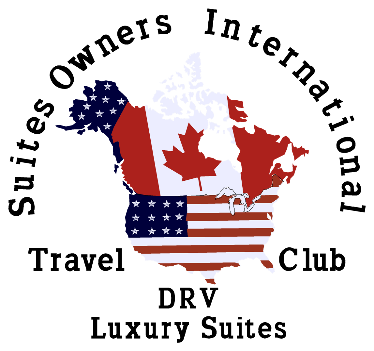 Suites Owners International
Travel Club
DRV
Luxury Suites